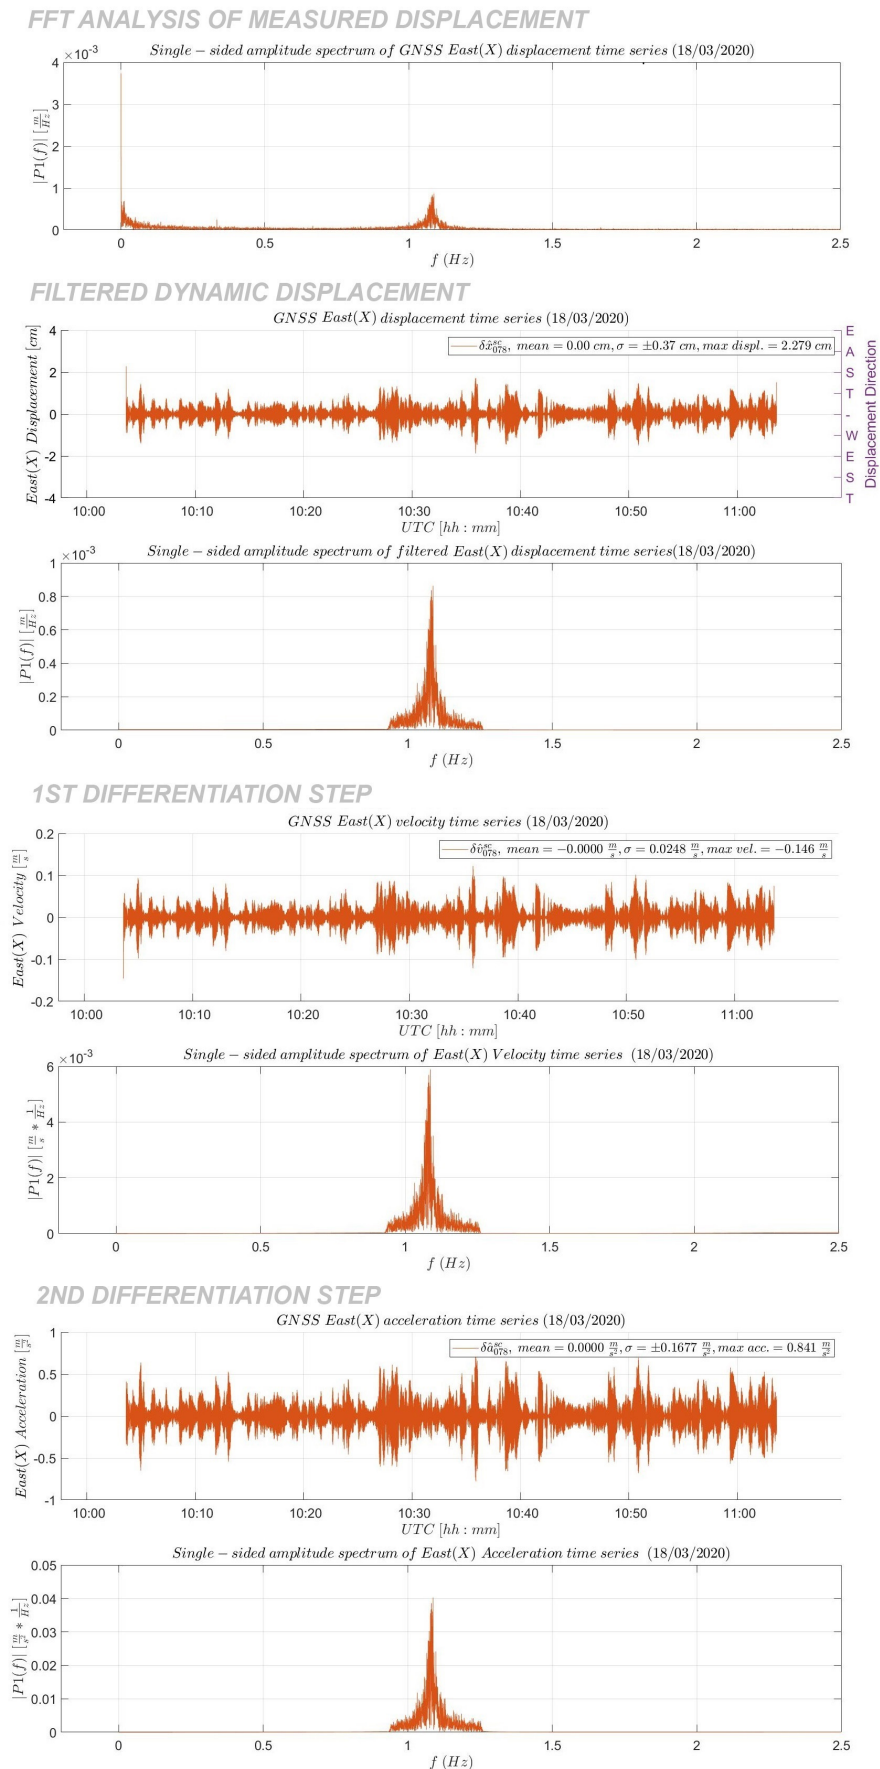 FFT ANALYSIS OF MEASURED DISPLACEMENT
Single − sided amplitude spectrum of GNSS East(X) displacement time series (18/03/2020)
×10-3
4
3
2
1
0
|P1(f)| [m/Hz]
0 0.5 1 1.5 2 2.5
f (Hz)
FILTERED DYNAMIC DISPLACEMENT
GNSS East(X) displacement time series (18/03/2020)
δx̂^sc_078, mean = 0.00 cm, σ = ±0.37 cm, max displ. = 2.279 cm
4
2
0
-2
-4
East(X) Displacement [cm]
E
A
S
T
-
W
E
S
T
Displacement Direction
10:00 10:10 10:20 10:30 10:40 10:50 11:00
UTC [hh : mm]
×10-3
Single − sided amplitude spectrum of filtered East(X) displacement time series(18/03/2020)
1
0.8
0.6
0.4
0.2
0
|P1(f)| [m/Hz]
0 0.5 1 1.5 2 2.5
f (Hz)
1ST DIFFERENTIATION STEP
GNSS East(X) velocity time series (18/03/2020)
δv̂^sc_078, mean = −0.0000 m/s, σ = 0.0248 m/s, max vel. = −0.146 m/s
0.2
0.1
0
-0.1
-0.2
East(X) Velocity [m/s]
10:00 10:10 10:20 10:30 10:40 10:50 11:00
UTC [hh : mm]
×10-3
Single − sided amplitude spectrum of East(X) Velocity time series (18/03/2020)
6
4
2
0
|P1(f)| [m/s * 1/Hz]
0 0.5 1 1.5 2 2.5
f (Hz)
2ND DIFFERENTIATION STEP
GNSS East(X) acceleration time series (18/03/2020)
δâ^sc_078, mean = 0.0000 m/s², σ = ±0.1677 m/s², max acc. = 0.841 m/s²
1
0.5
0
-0.5
-1
East(X) Acceleration [m/s²]
10:00 10:10 10:20 10:30 10:40 10:50 11:00
UTC [hh : mm]
Single − sided amplitude spectrum of East(X) Acceleration time series (18/03/2020)
0.05
0.04
0.03
0.02
0.01
0
|P1(f)| [m/s² * 1/Hz]
0 0.5 1 1.5 2 2.5
f (Hz)